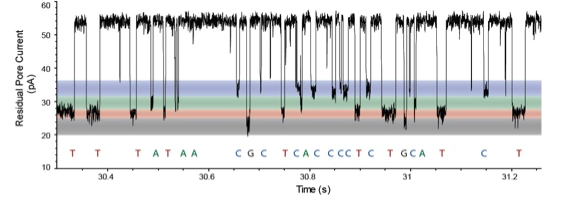 60
50
40
30
20
10
Residual Pore Current
(pA)
T T T A T A A C G C T C A C C C C T C T G C A T C T
30.4 30.6 30.8 31 31.2
Time (s)